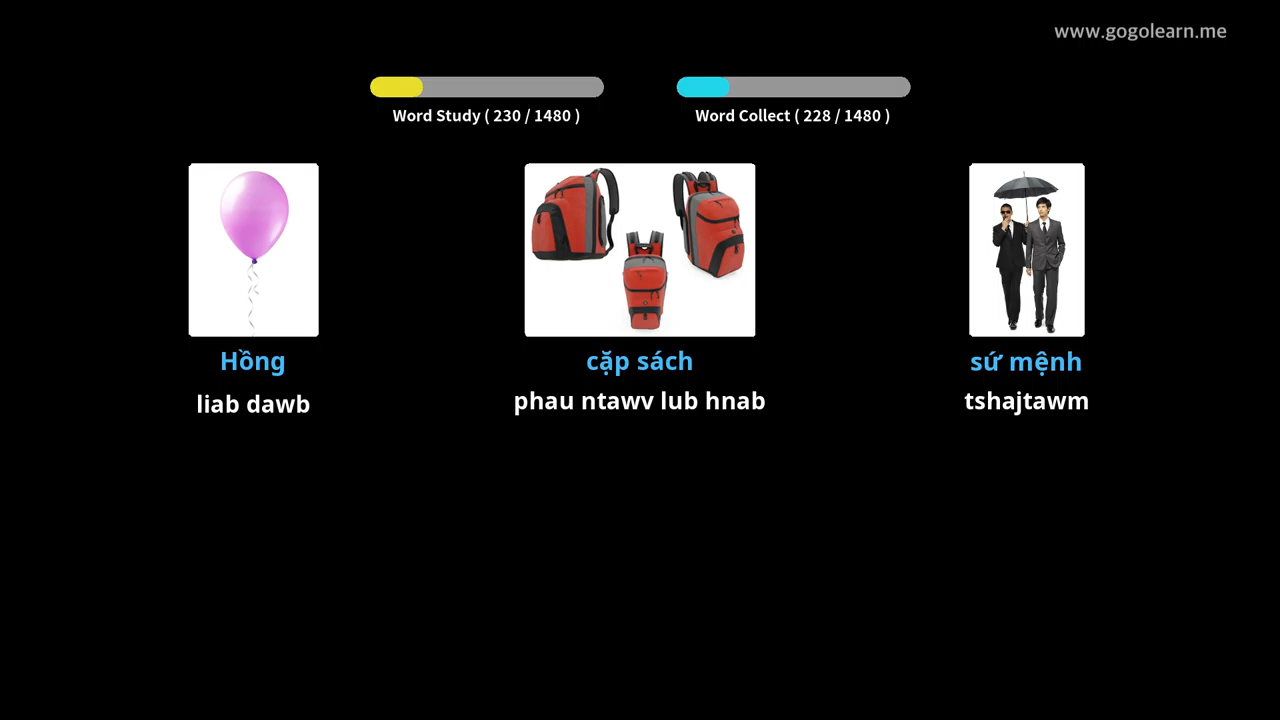 www.gogolearn.me
Word Study ( 230 / 1480 )
Word Collect ( 228 / 1480 )
Hồng
cặp sách
sứ mệnh
liab dawb
phau ntawv lub hnab
tshajtawm